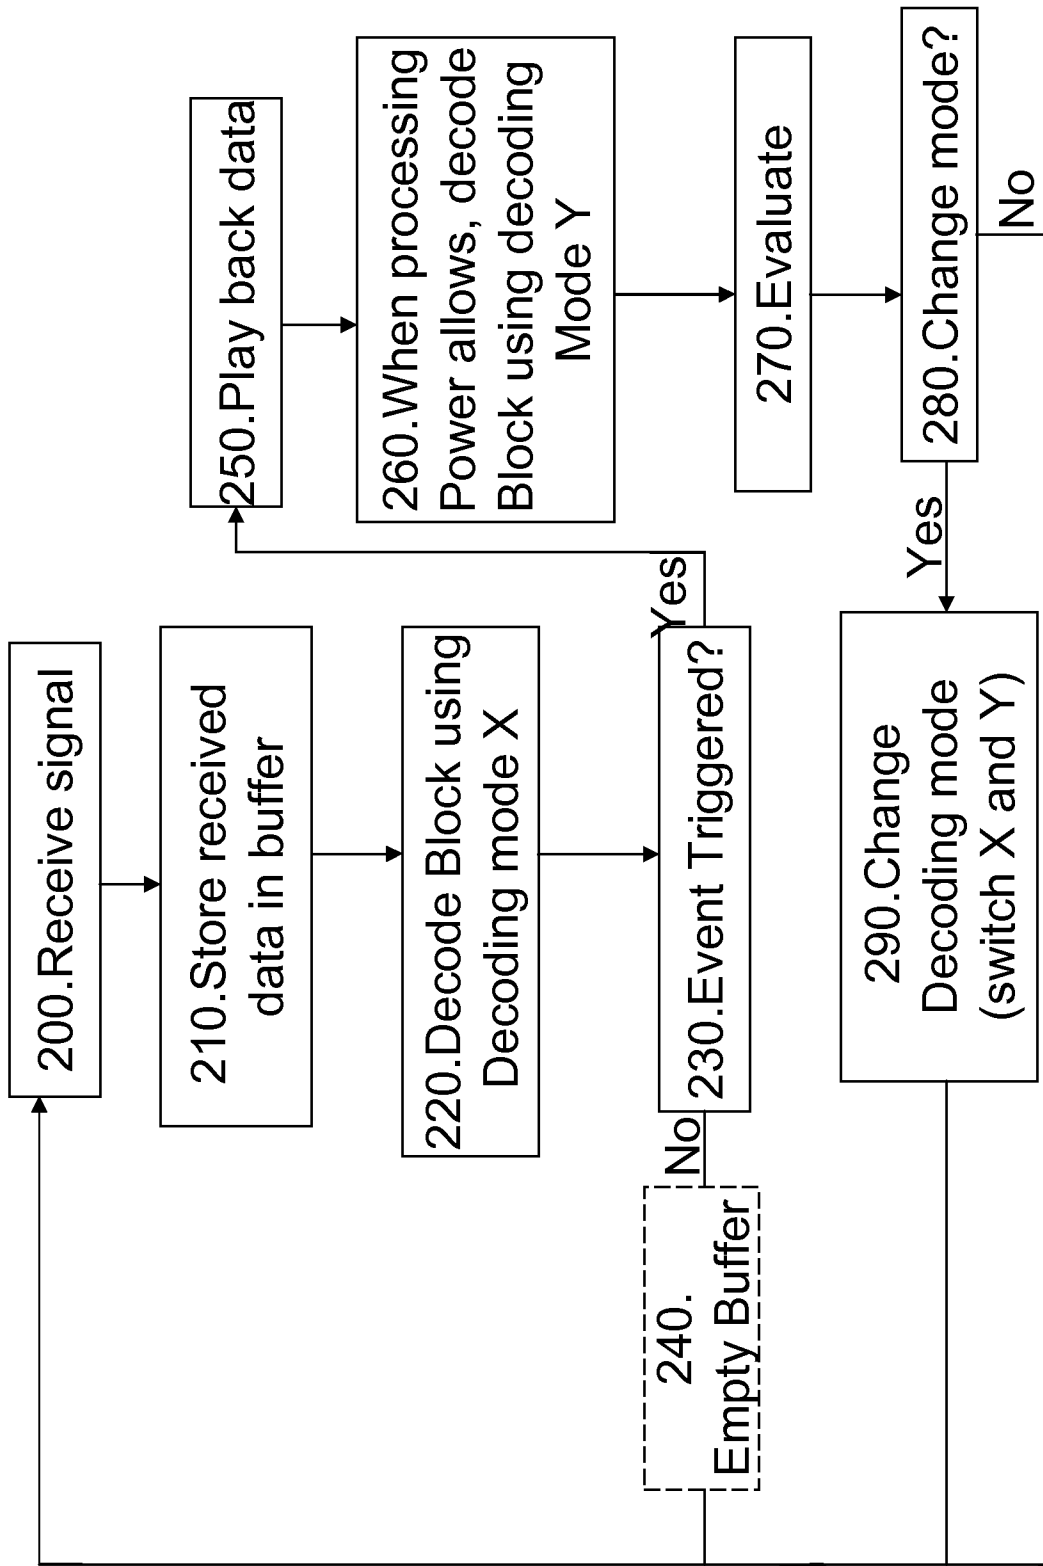 200.Receive signal
210.Store received
data in buffer
220.Decode Block using
Decoding mode X
230.Event Triggered?
No
Yes
240.
Empty Buffer
250.Play back data
260.When processing
Power allows, decode
Block using decoding
Mode Y
270.Evaluate
280.Change mode?
Yes
No
290.Change
Decoding mode
(switch X and Y)